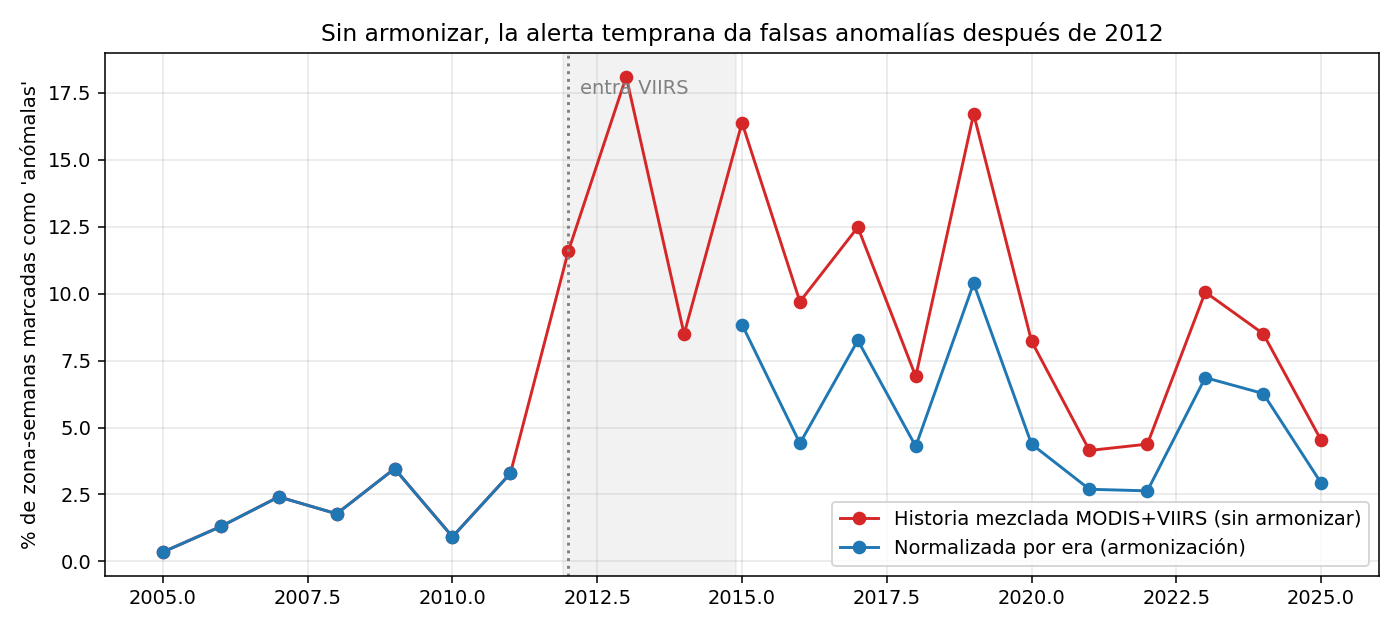 Sin armonizar, la alerta temprana da falsas anomalías después de 2012
% de zona-semanas marcadas como 'anómalas'
17.5
15.0
12.5
10.0
7.5
5.0
2.5
0.0
entra VIIRS
Historia mezclada MODIS+VIIRS (sin armonizar)
Normalizada por era (armonización)
2005.0 2007.5 2010.0 2012.5 2015.0 2017.5 2020.0 2022.5 2025.0